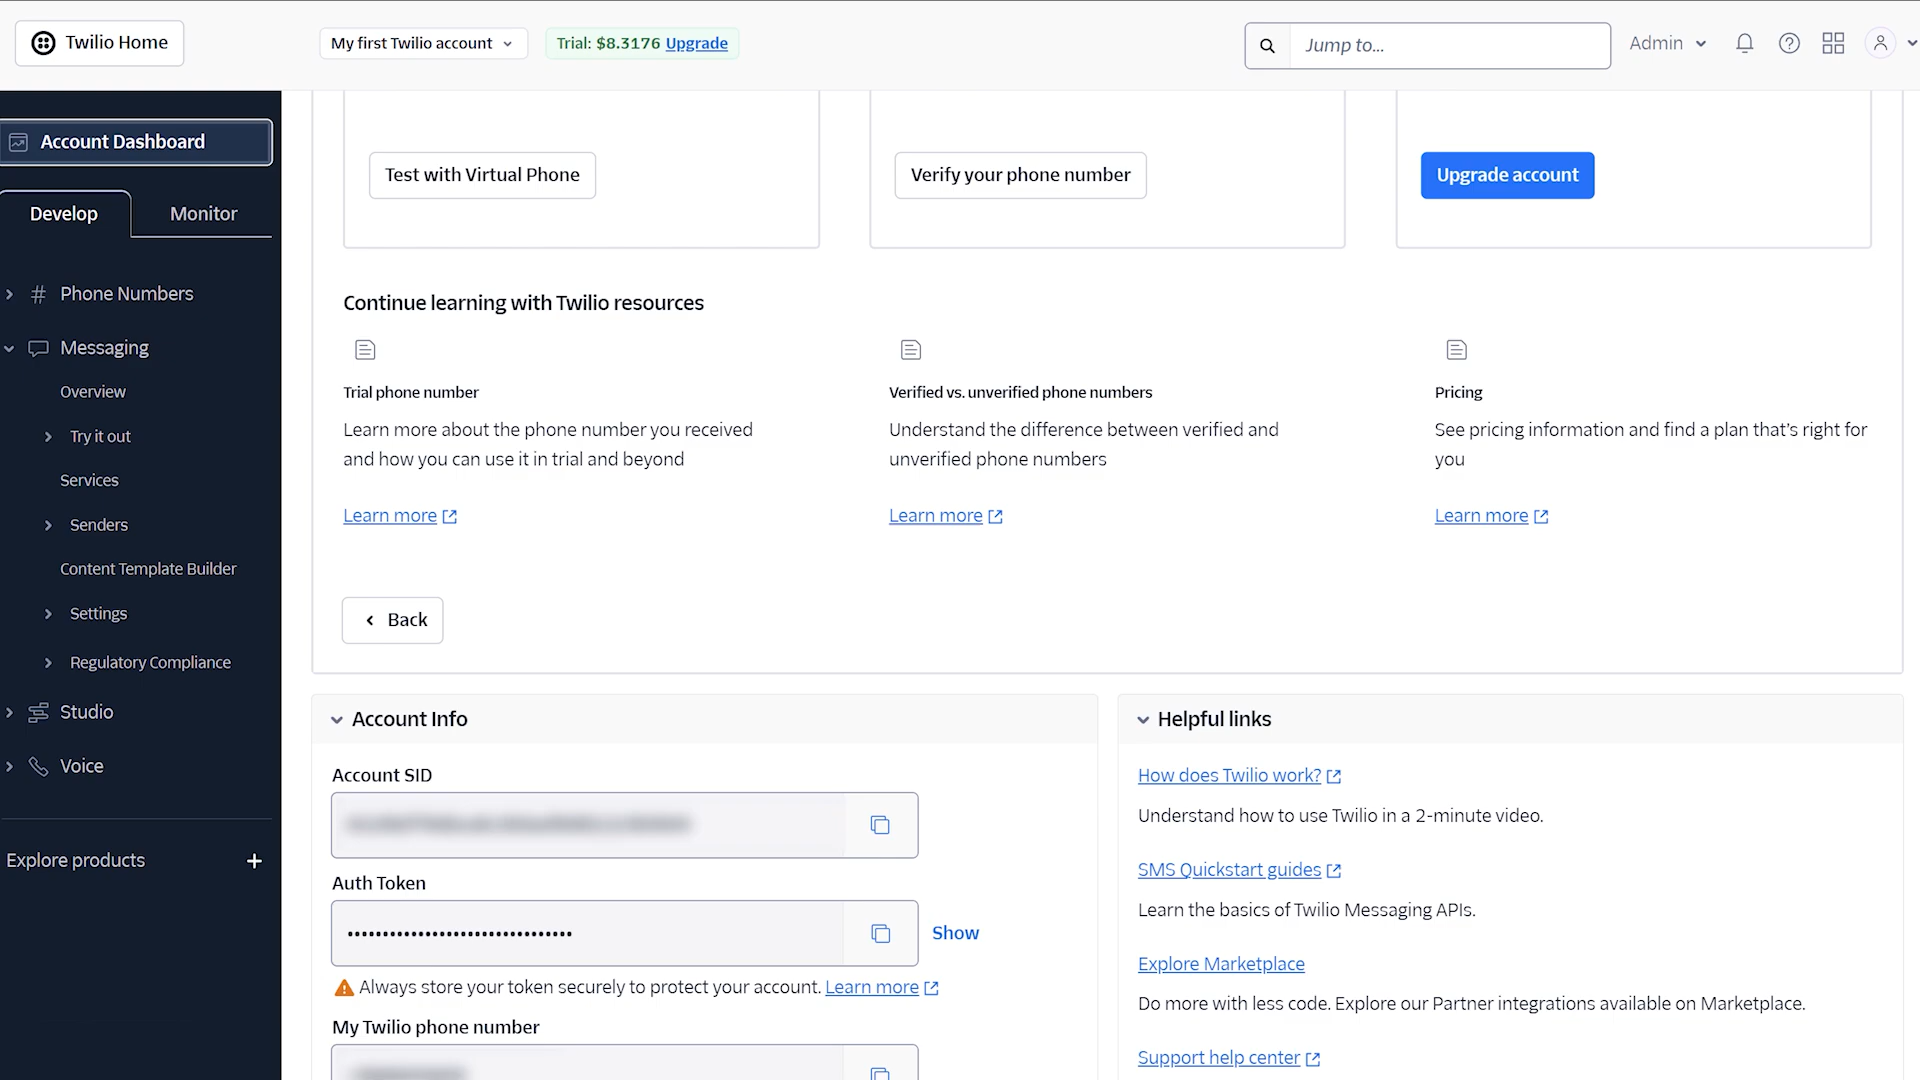 Twilio Home
My first Twilio account
Trial: $8.3176 Upgrade
Jump to...
Admin
Account Dashboard
Develop
Monitor
Phone Numbers
Messaging
Overview
Try it out
Services
Senders
Content Template Builder
Settings
Regulatory Compliance
Studio
Voice
Explore products
Test with Virtual Phone
Verify your phone number
Upgrade account
Continue learning with Twilio resources
Trial phone number
Learn more about the phone number you received
and how you can use it in trial and beyond
Learn more
Verified vs. unverified phone numbers
Understand the difference between verified and
unverified phone numbers
Learn more
Pricing
See pricing information and find a plan that's right for
you
Learn more
Back
Account Info
Account SID
Auth Token
Show
Always store your token securely to protect your account. Learn more
My Twilio phone number
Helpful links
How does Twilio work?
Understand how to use Twilio in a 2-minute video.
SMS Quickstart guides
Learn the basics of Twilio Messaging APIs.
Explore Marketplace
Do more with less code. Explore our Partner integrations available on Marketplace.
Support help center